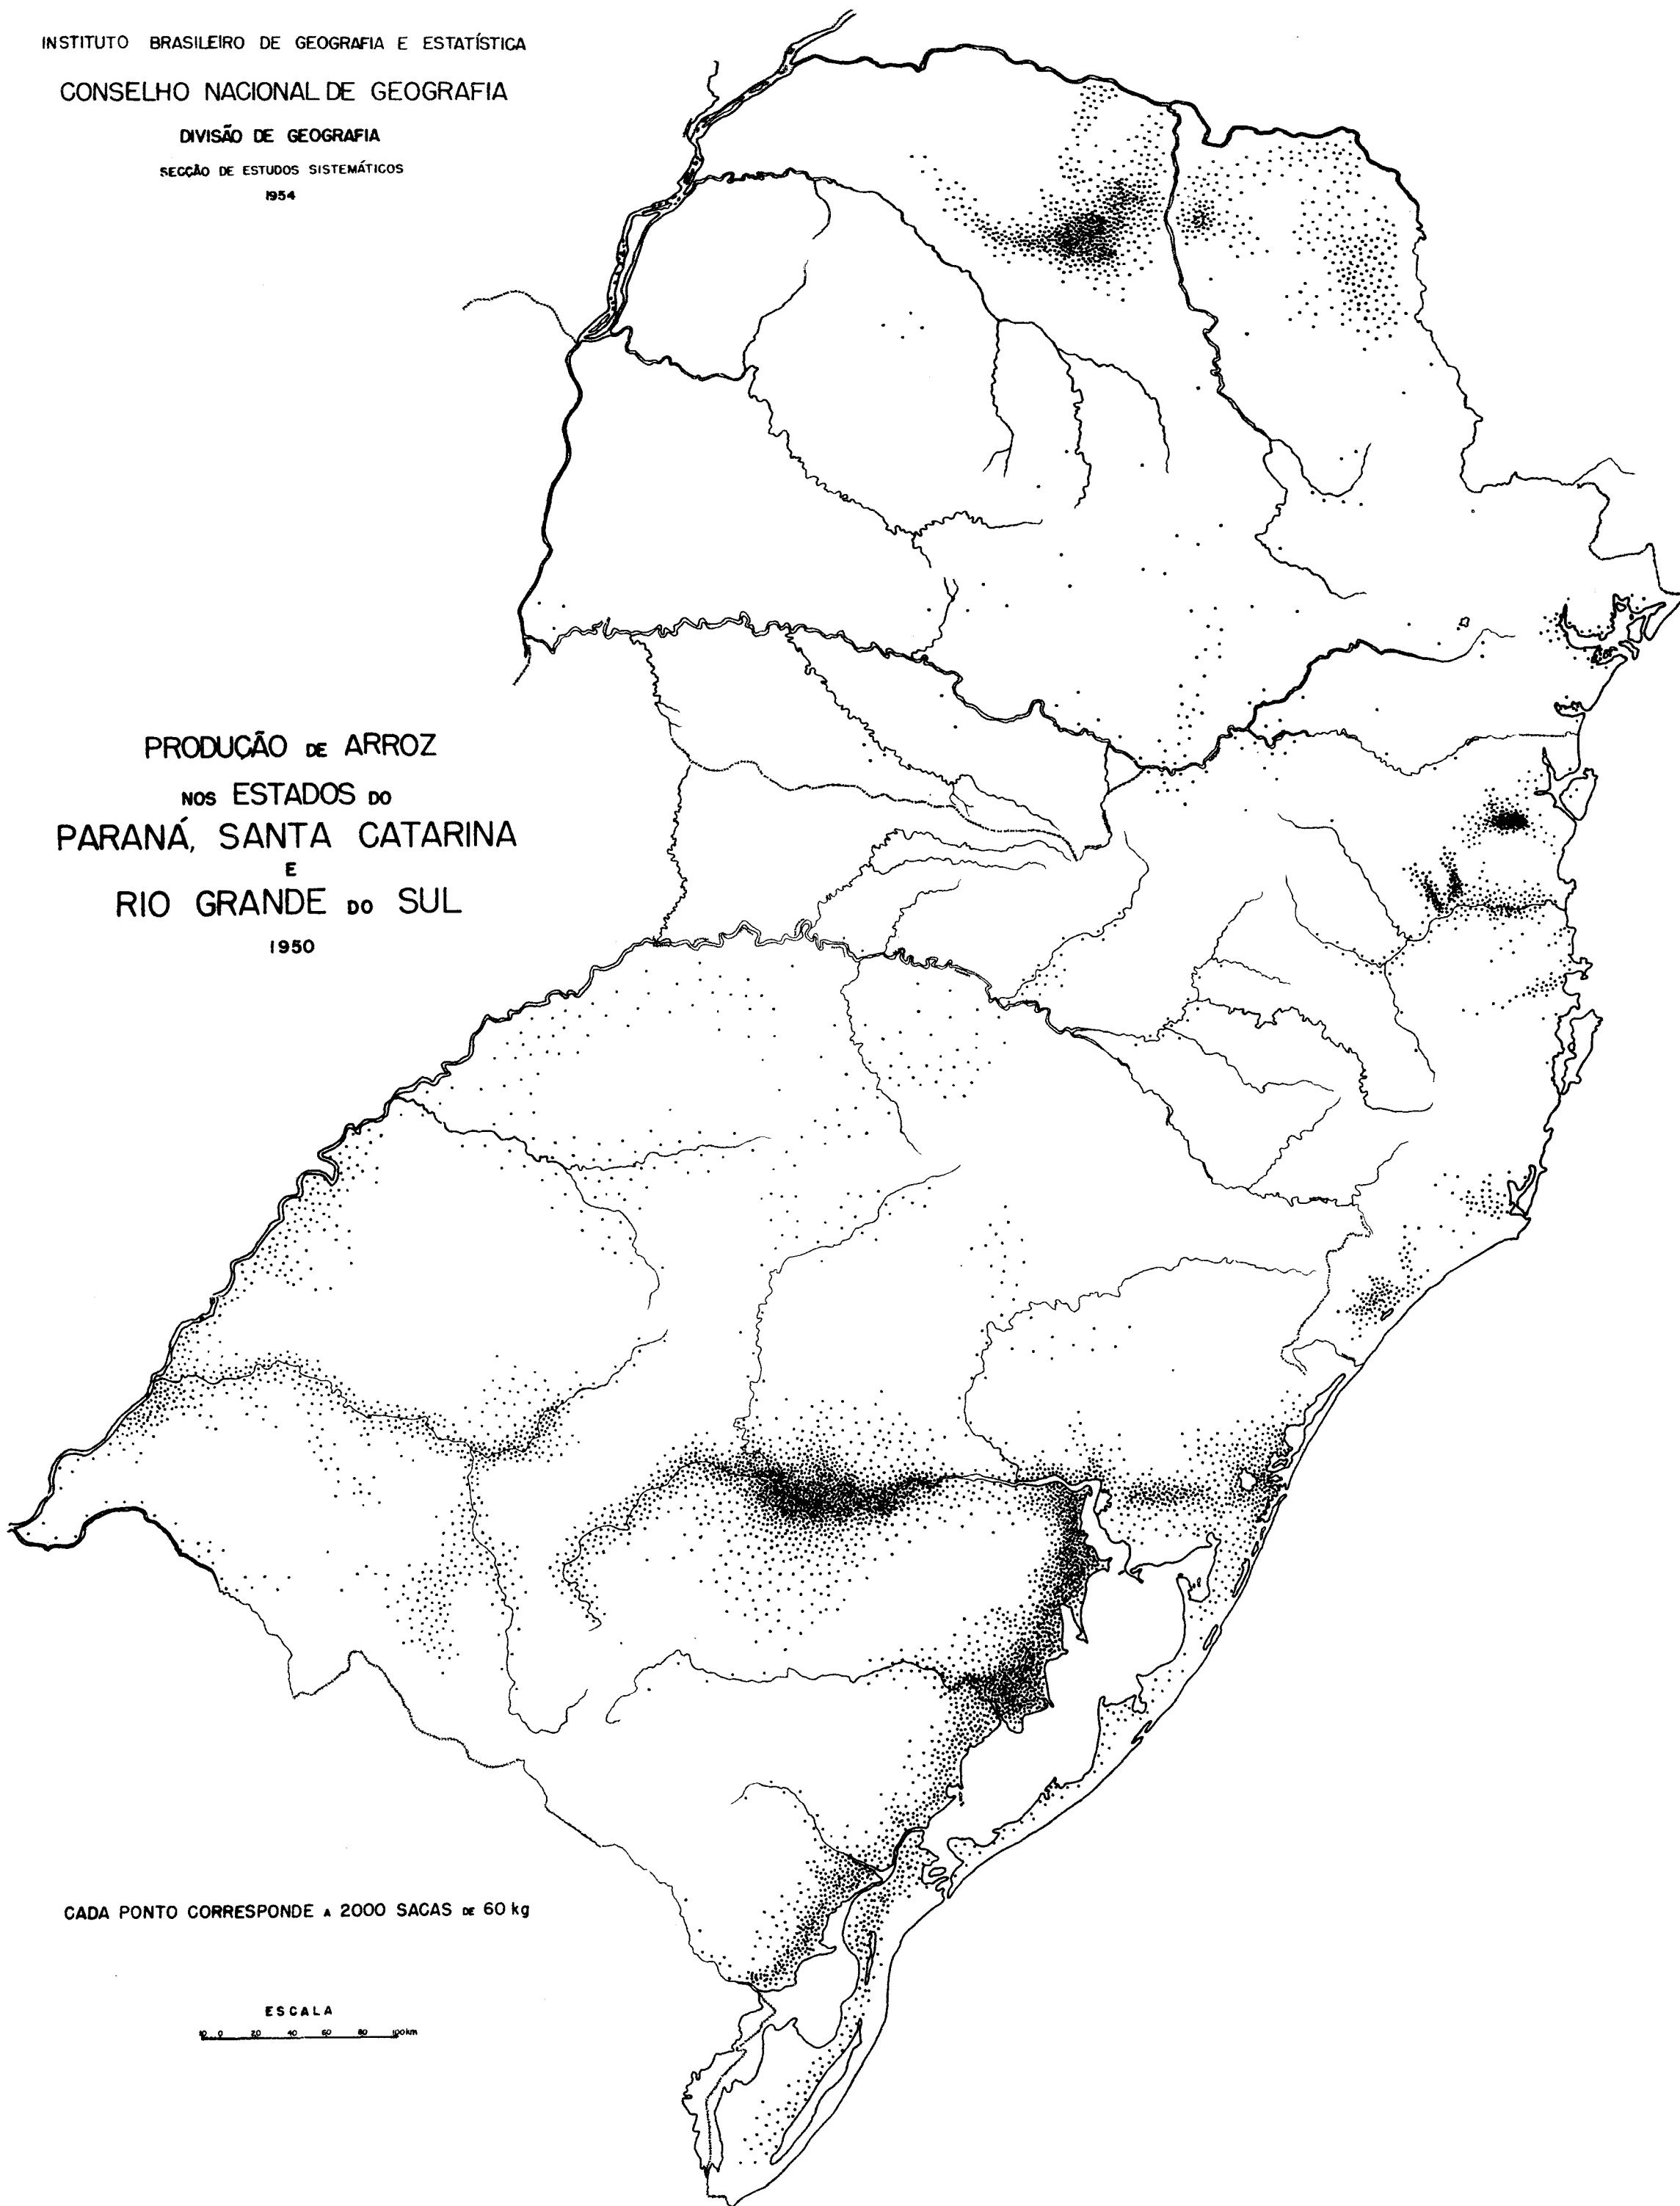 INSTITUTO BRASILEIRO DE GEOGRAFIA E ESTATÍSTICA
CONSELHO NACIONAL DE GEOGRAFIA
DIVISÃO DE GEOGRAFIA
SECÇÃO DE ESTUDOS SISTEMÁTICOS
1954
PRODUÇÃO DE ARROZ
NOS ESTADOS DO
PARANÁ, SANTA CATARINA
E
RIO GRANDE DO SUL
1950
CADA PONTO CORRESPONDE A 2000 SACAS DE 60 kg
ESCALA
10 0 20 40 60 80 100 km